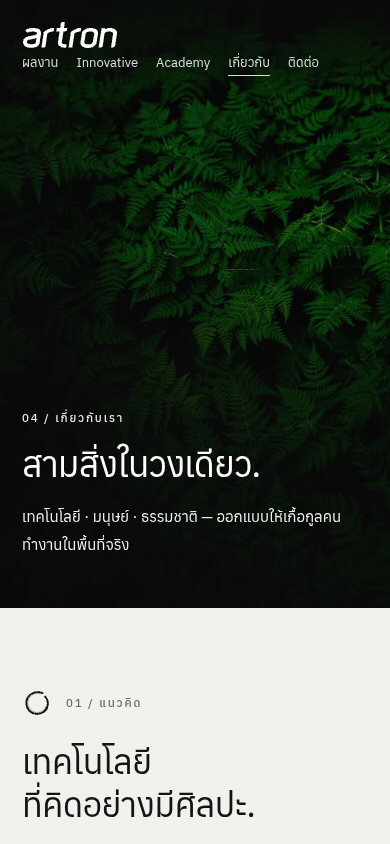 artron
ผลงาน Innovative Academy เกี่ยวกับ ติดต่อ
04 / เกี่ยวกับเรา
สามสิ่งในวงเดียว.
เทคโนโลยี · มนุษย์ · ธรรมชาติ — ออกแบบให้เกื้อกูลคน
ทำงานในพื้นที่จริง
01 / แนวคิด
เทคโนโลยี
ที่คิดอย่างมีศิลปะ.